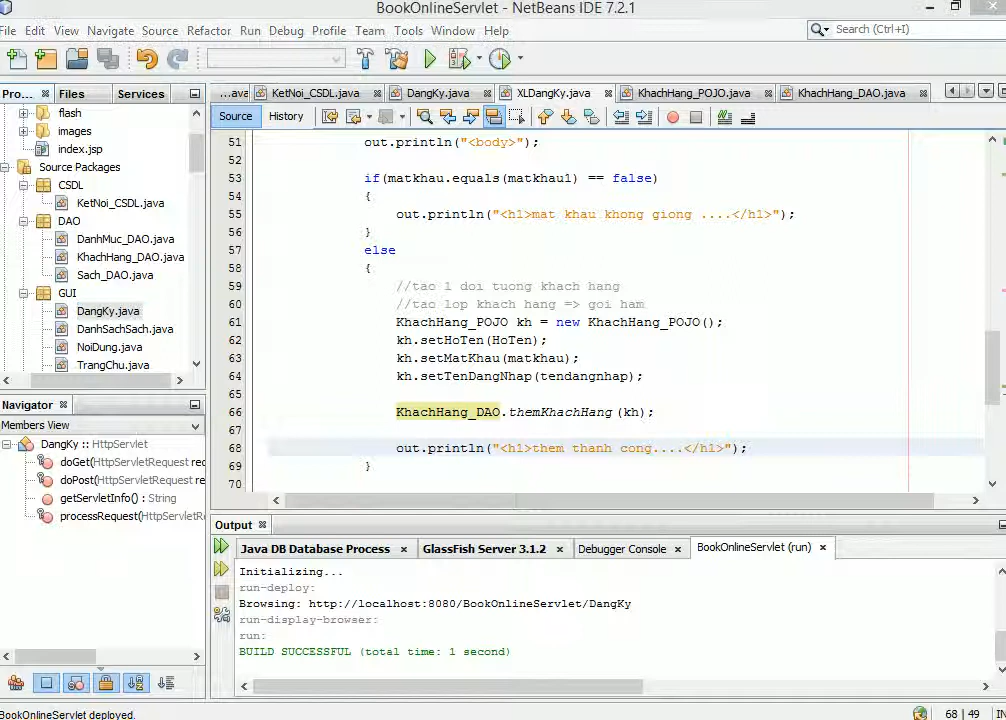 BookOnlineServlet - NetBeans IDE 7.2.1
File Edit View Navigate Source Refactor Run Debug Profile Team Tools Window Help
Search (Ctrl+I)
Pro... Files Services
...ava KetNoi_CSDL.java DangKy.java XLDangKy.java KhachHang_POJO.java KhachHang_DAO.java
Source History
flash
images
index.jsp
Source Packages
CSDL
KetNoi_CSDL.java
DAO
DanhMuc_DAO.java
KhachHang_DAO.java
Sach_DAO.java
GUI
DangKy.java
DanhSachSach.java
NoiDung.java
TrangChu.java
51 out.println("<body>");
52
53 if(matkhau.equals(matkhau1) == false)
54 {
55 out.println("<h1>mat khau khong giong ....</h1>");
56 }
57 else
58 {
59 //tao 1 doi tuong khach hang
60 //tao lop khach hang => goi ham
61 KhachHang_POJO kh = new KhachHang_POJO();
62 kh.setHoTen(HoTen);
63 kh.setMatKhau(matkhau);
64 kh.setTenDangNhap(tendangnhap);
65
66 KhachHang_DAO.themKhachHang(kh);
67
68 out.println("<h1>them thanh cong....</h1>");
69 }
70
Navigator
Members View
DangKy :: HttpServlet
doGet(HttpServletRequest rec
doPost(HttpServletRequest re
getServletInfo() : String
processRequest(HttpServletR
Output
Java DB Database Process GlassFish Server 3.1.2 Debugger Console BookOnlineServlet (run)
Initializing...
run-deploy:
Browsing: http://localhost:8080/BookOnlineServlet/DangKy
run-display-browser:
run:
BUILD SUCCESSFUL (total time: 1 second)
BookOnlineServlet deployed.
68 | 49 IN